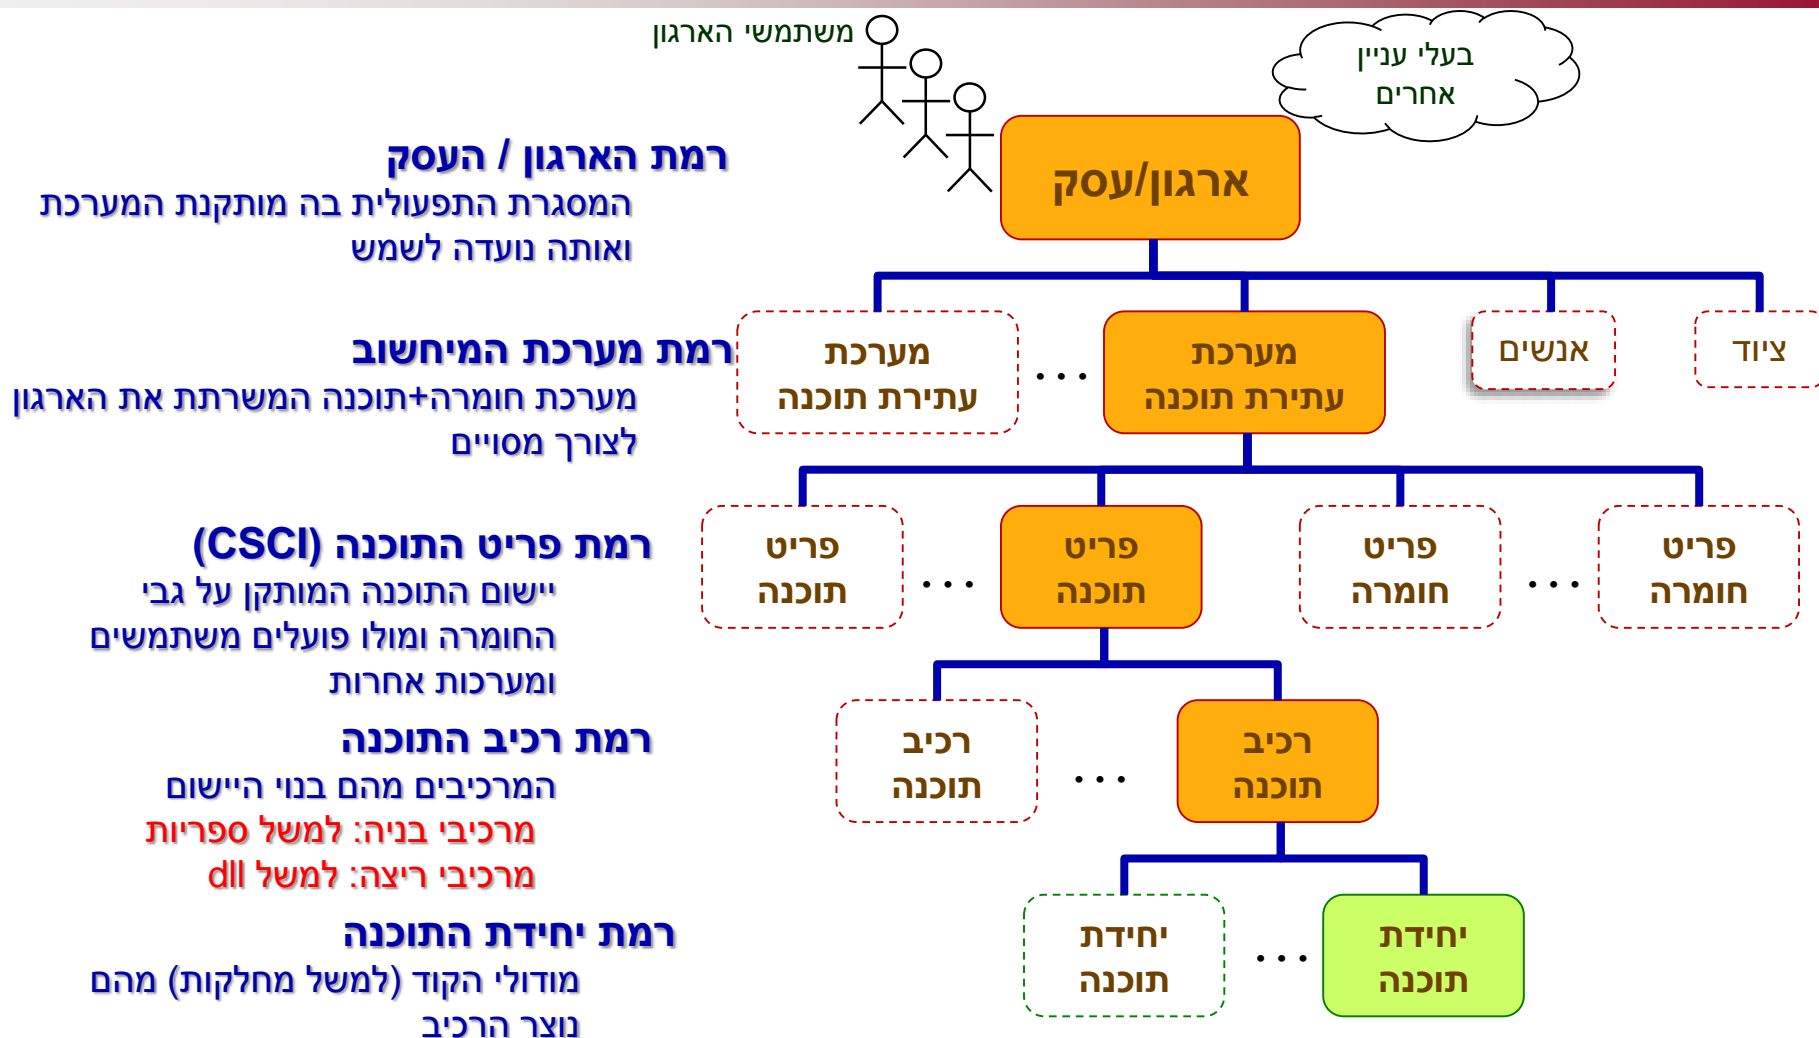 משתמשי הארגון
בעלי עניין
אחרים
ארגון/עסק
רמת הארגון / העסק
המסגרת התפעולית בה מותקנת המערכת
ואותה נועדה לשמש
ציוד
אנשים
מערכת
עתירת תוכנה
...
מערכת
עתירת תוכנה
רמת מערכת המיחשוב
מערכת חומרה+תוכנה המשרתת את הארגון
לצורך מסויים
פריט
חומרה
...
פריט
חומרה
פריט
תוכנה
...
פריט
תוכנה
רמת פריט התוכנה (CSCI)
יישום התוכנה המותקן על גבי
החומרה ומולו פועלים משתמשים
ומערכות אחרות
רכיב
תוכנה
...
רכיב
תוכנה
רמת רכיב התוכנה
המרכיבים מהם בנוי היישום
מרכיבי בניה: למשל ספריות
מרכיבי ריצה: למשל dll
יחידת
תוכנה
...
יחידת
תוכנה
רמת יחידת התוכנה
מודולי הקוד (למשל מחלקות) מהם
נוצר הרכיב